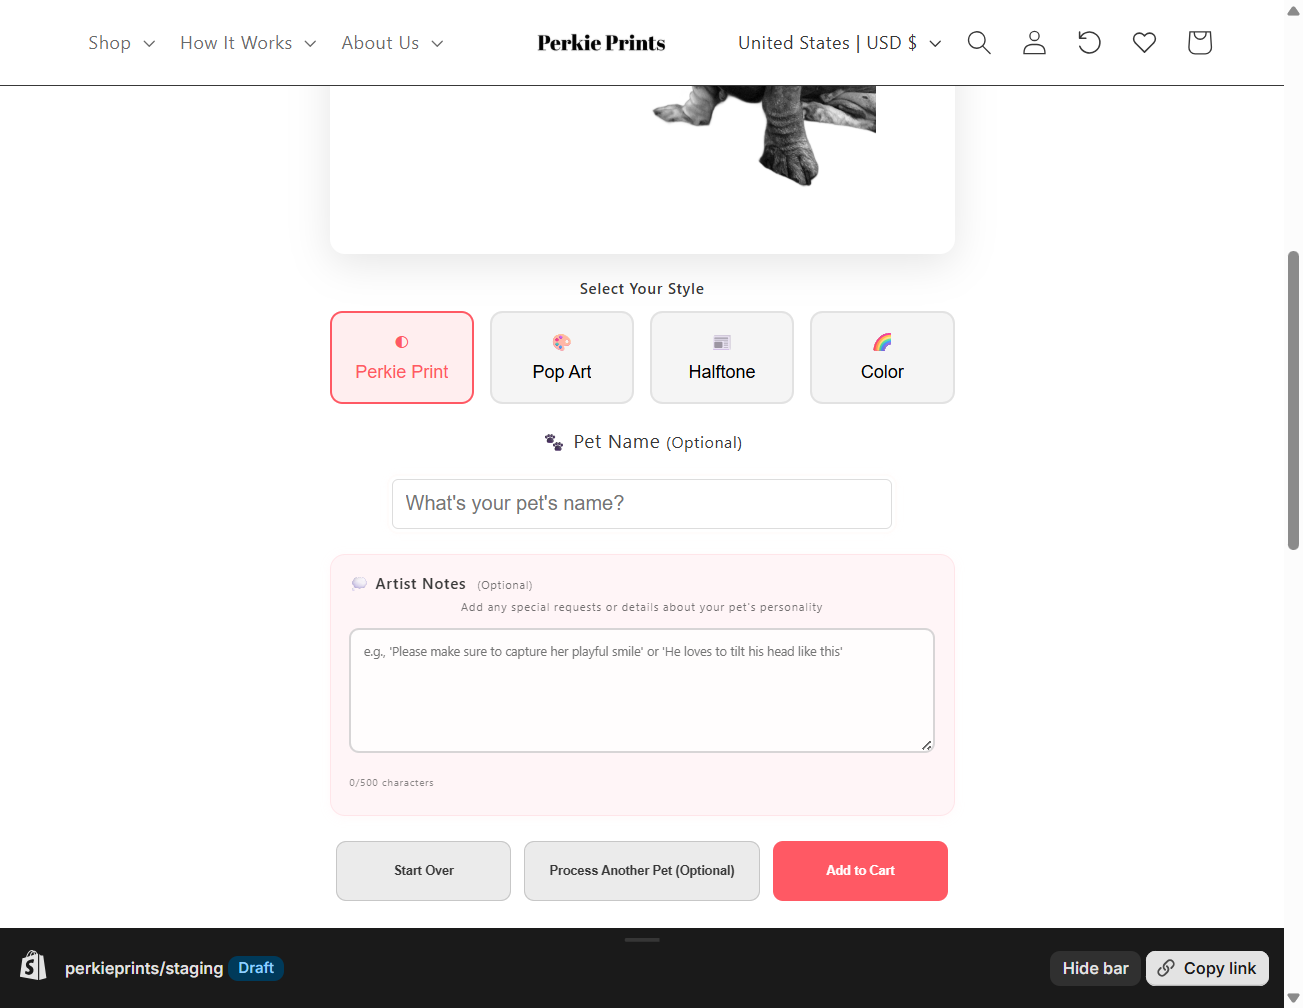 Shop How It Works About Us Perkie Prints United States | USD $
Select Your Style
Perkie Print Pop Art Halftone Color
Pet Name (Optional)
What's your pet's name?
Artist Notes (Optional)
Add any special requests or details about your pet's personality
e.g., 'Please make sure to capture her playful smile' or 'He loves to tilt his head like this'
0/500 characters
Start Over Process Another Pet (Optional) Add to Cart
perkieprints/staging Draft Hide bar Copy link